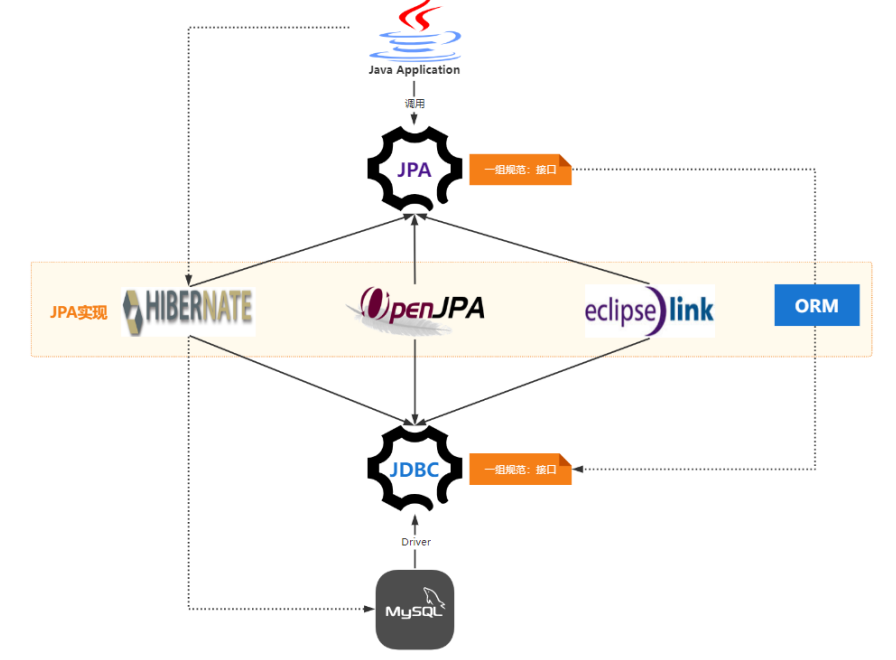 Java Application
调用
JPA
一组规范：接口
JPA实现
HIBERNATE
OpenJPA
eclipse link
ORM
JDBC
一组规范：接口
Driver
MySQL